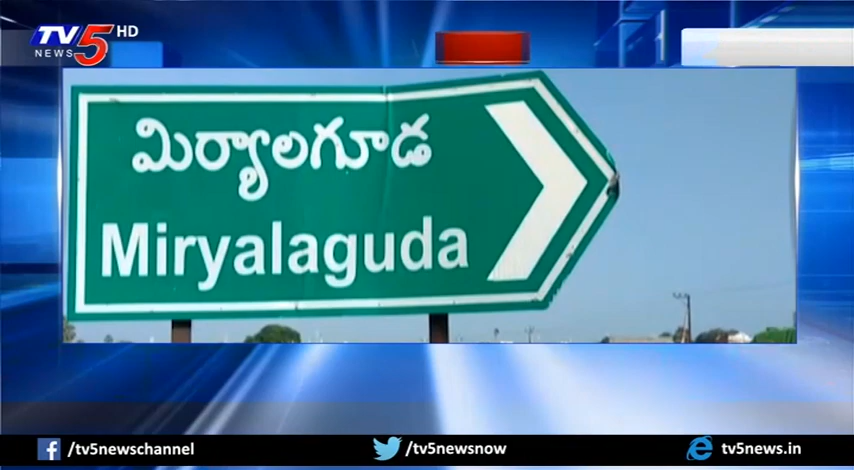 TV5 HD
NEWS
మిర్యాలగూడ
Miryalaguda
/tv5newschannel
/tv5newsnow
tv5news.in